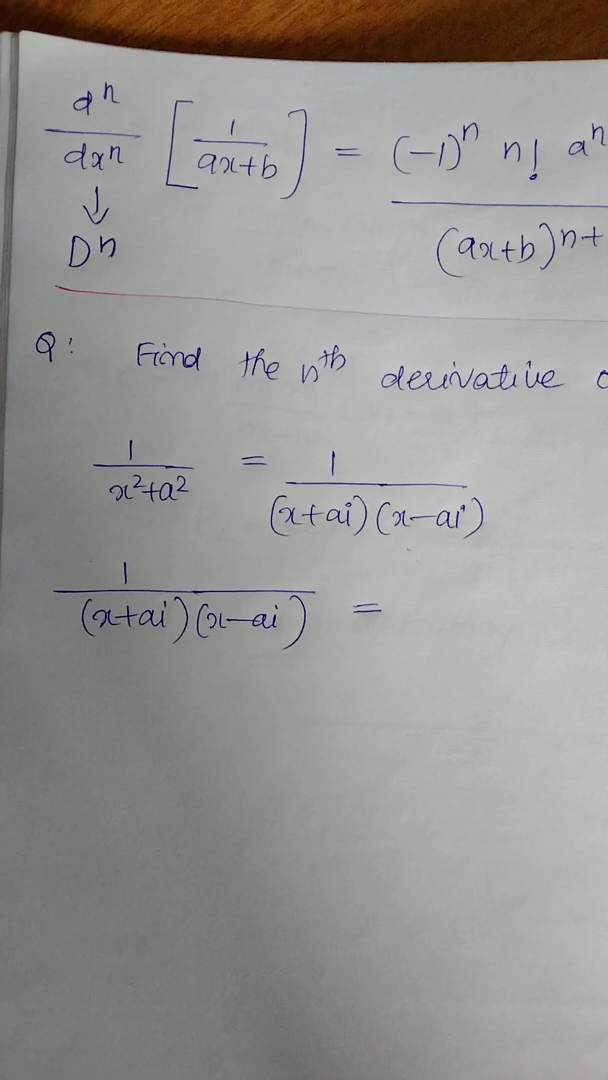 dⁿ/dxⁿ [1/(ax+b)] = (-1)ⁿ n! aⁿ/(ax+b)ⁿ⁺
↓
Dⁿ
Q: Find the nᵗʰ derivative
1/(x²+a²) = 1/((x+ai)(x-ai))
1/((x+ai)(x-ai)) =